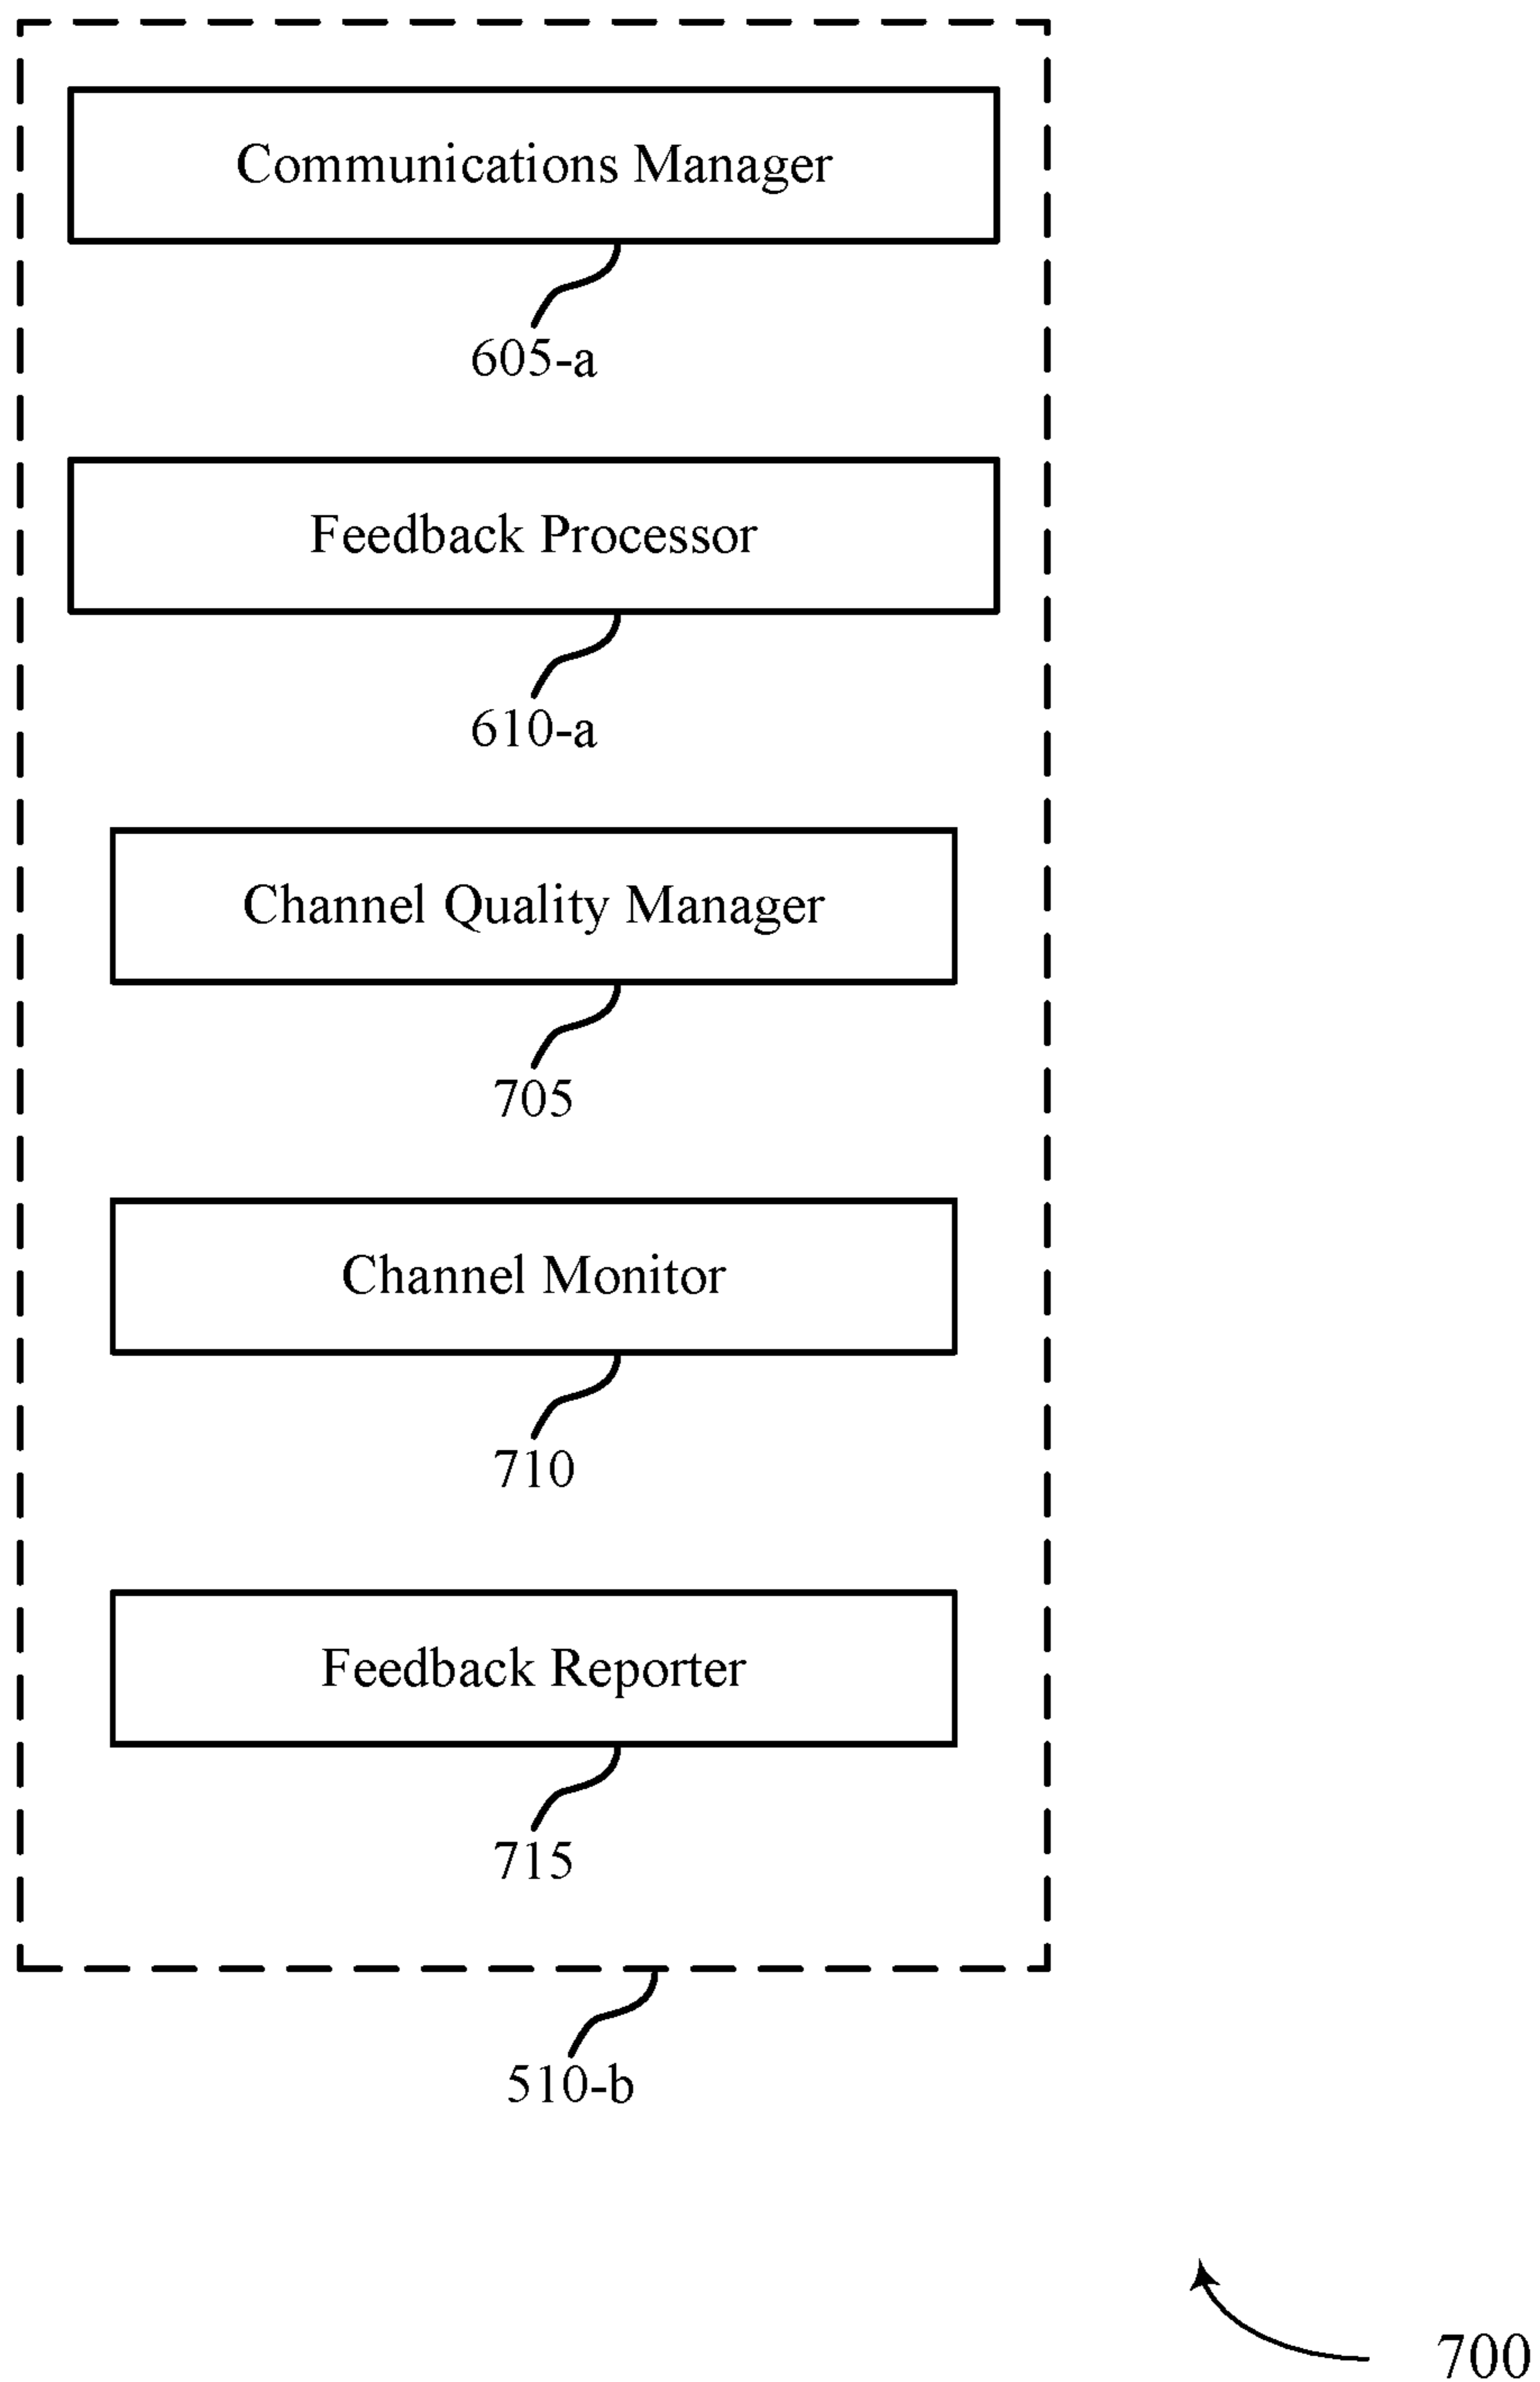 Communications Manager
605-a
Feedback Processor
610-a
Channel Quality Manager
705
Channel Monitor
710
Feedback Reporter
715
510-b
700